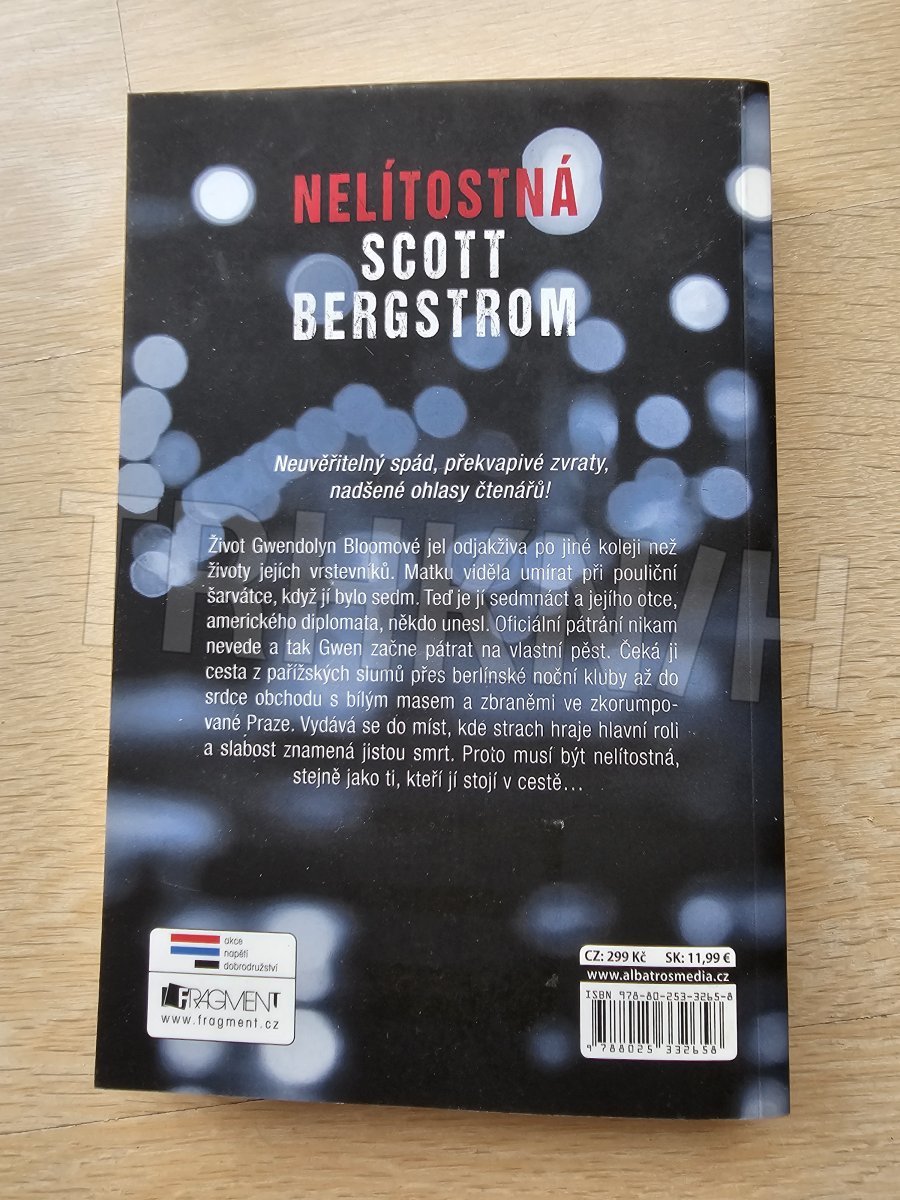 NELÍTOSTNÁ
SCOTT
BERGSTROM
Neuvěřitelný spád, překvapivé zvraty,
nadšené ohlasy čtenářů!
Život Gwendolyn Bloomové jel odjakživa po jiné koleji než
životy jejích vrstevníků. Matku viděla umírat při pouliční
šarvátce, když jí bylo sedm. Teď je jí sedmnáct a jejího otce,
amerického diplomata, někdo unesl. Oficiální pátrání nikam
nevede a tak Gwen začne pátrat na vlastní pěst. Čeká ji
cesta z pařížských slumů přes berlínské noční kluby až do
srdce obchodu s bílým masem a zbraněmi ve zkorumpo-
vané Praze. Vydává se do míst, kde strach hraje hlavní roli
a slabost znamená jistou smrt. Proto musí být nelítostná,
stejně jako ti, kteří jí stojí v cestě...
TRHKNIH
akce
napětí
dobrodružství
FRAGMENT
www.fragment.cz
CZ: 299 Kč SK: 11,99 €
www.albatrosmedia.cz
ISBN 978-80-253-3265-8
9 788025 332658